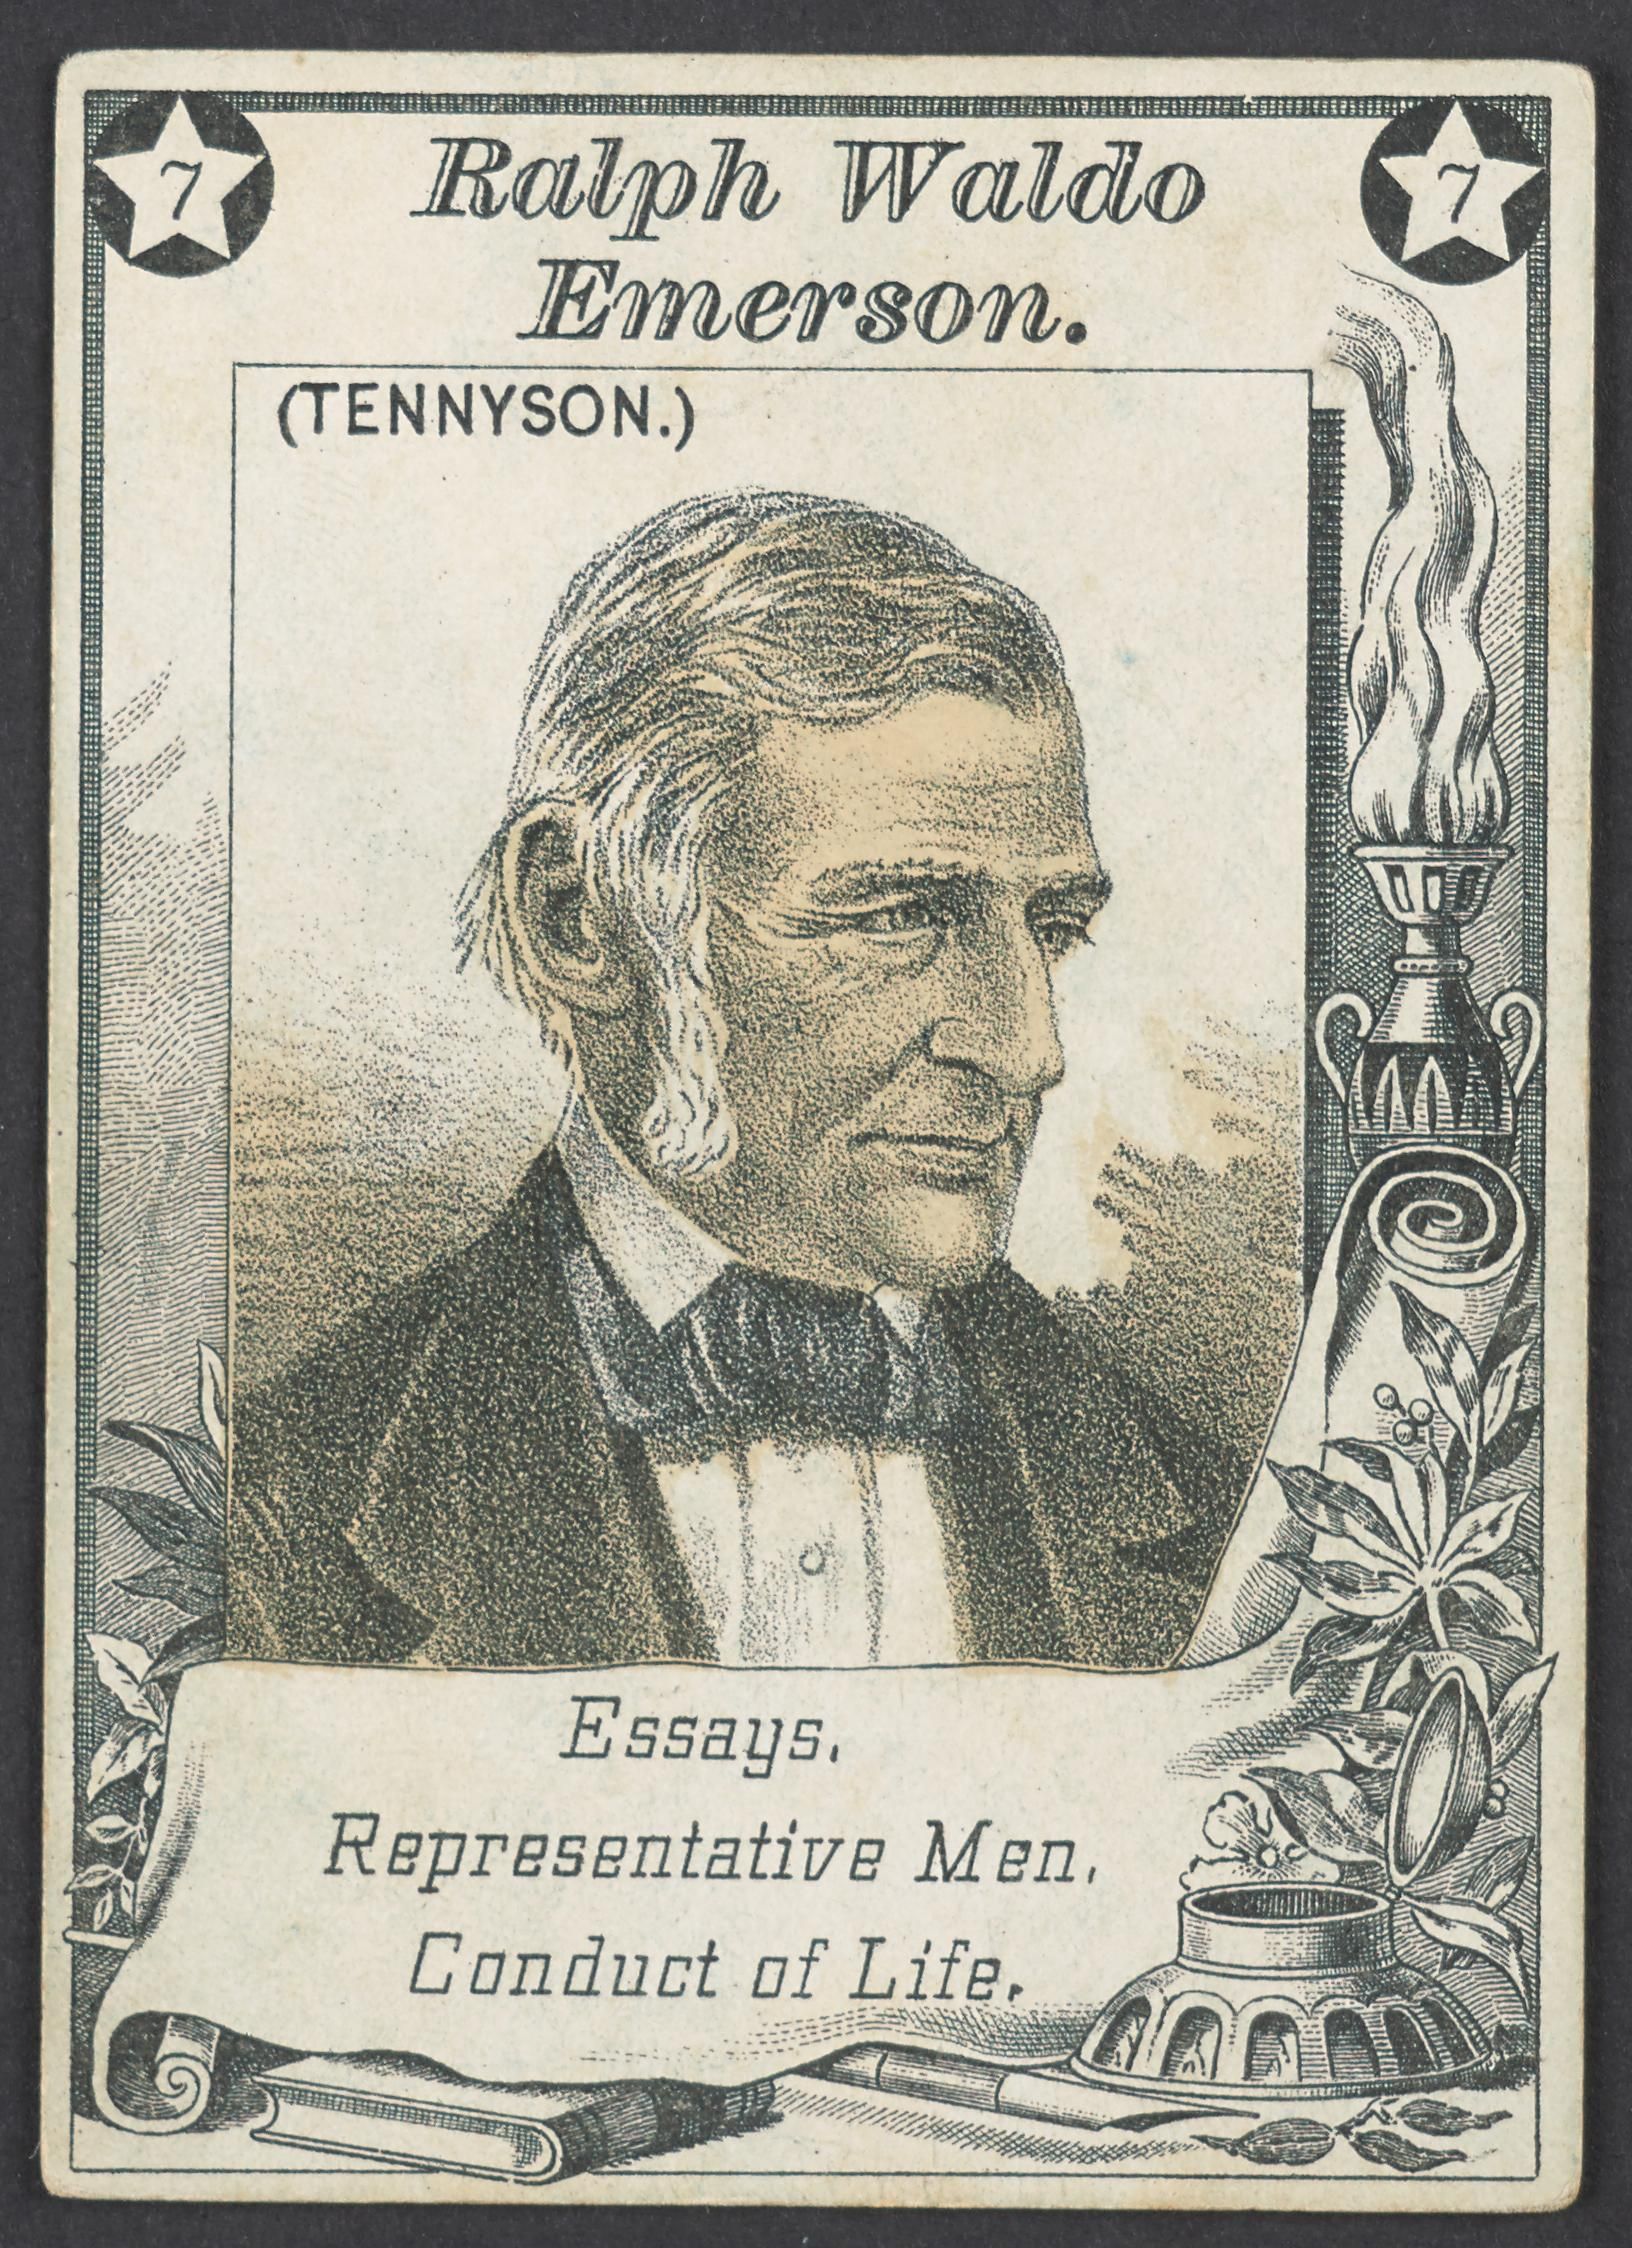 7 Ralph Waldo 7
Emerson.
(TENNYSON.)
Essays.
Representative Men.
Conduct of Life.